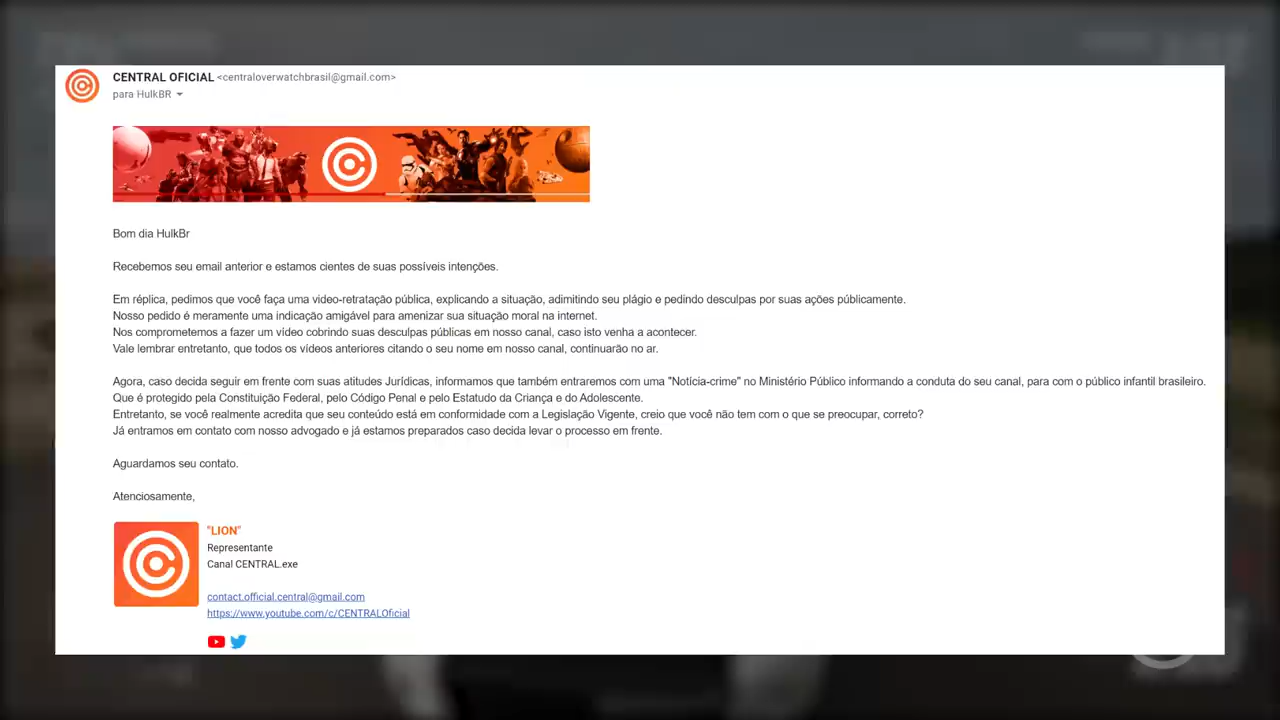 CENTRAL OFICIAL <centraloverwatchbrasil@gmail.com>
para HulkBR
Bom dia HulkBr
Recebemos seu email anterior e estamos cientes de suas possíveis intenções.
Em réplica, pedimos que você faça uma video-retratação pública, explicando a situação, adimitindo seu plágio e pedindo desculpas por suas ações públicamente.
Nosso pedido é meramente uma indicação amigável para amenizar sua situação moral na internet.
Nos comprometemos a fazer um vídeo cobrindo suas desculpas públicas em nosso canal, caso isto venha a acontecer.
Vale lembrar entretanto, que todos os vídeos anteriores citando o seu nome em nosso canal, continuarão no ar.
Agora, caso decida seguir em frente com suas atitudes Jurídicas, informamos que também entraremos com uma "Notícia-crime" no Ministério Público informando a conduta do seu canal, para com o público infantil brasileiro.
Que é protegido pela Constituição Federal, pelo Código Penal e pelo Estatudo da Criança e do Adolescente.
Entretanto, se você realmente acredita que seu conteúdo está em conformidade com a Legislação Vigente, creio que você não tem com o que se preocupar, correto?
Já entramos em contato com nosso advogado e já estamos preparados caso decida levar o processo em frente.
Aguardamos seu contato.
Atenciosamente,
"LION"
Representante
Canal CENTRAL.exe
contact.official.central@gmail.com
https://www.youtube.com/c/CENTRALOficial